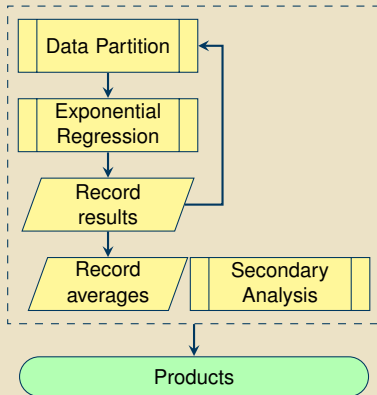 Data Partition
Exponential
Regression
Record
results
Record
averages
Secondary
Analysis
Products